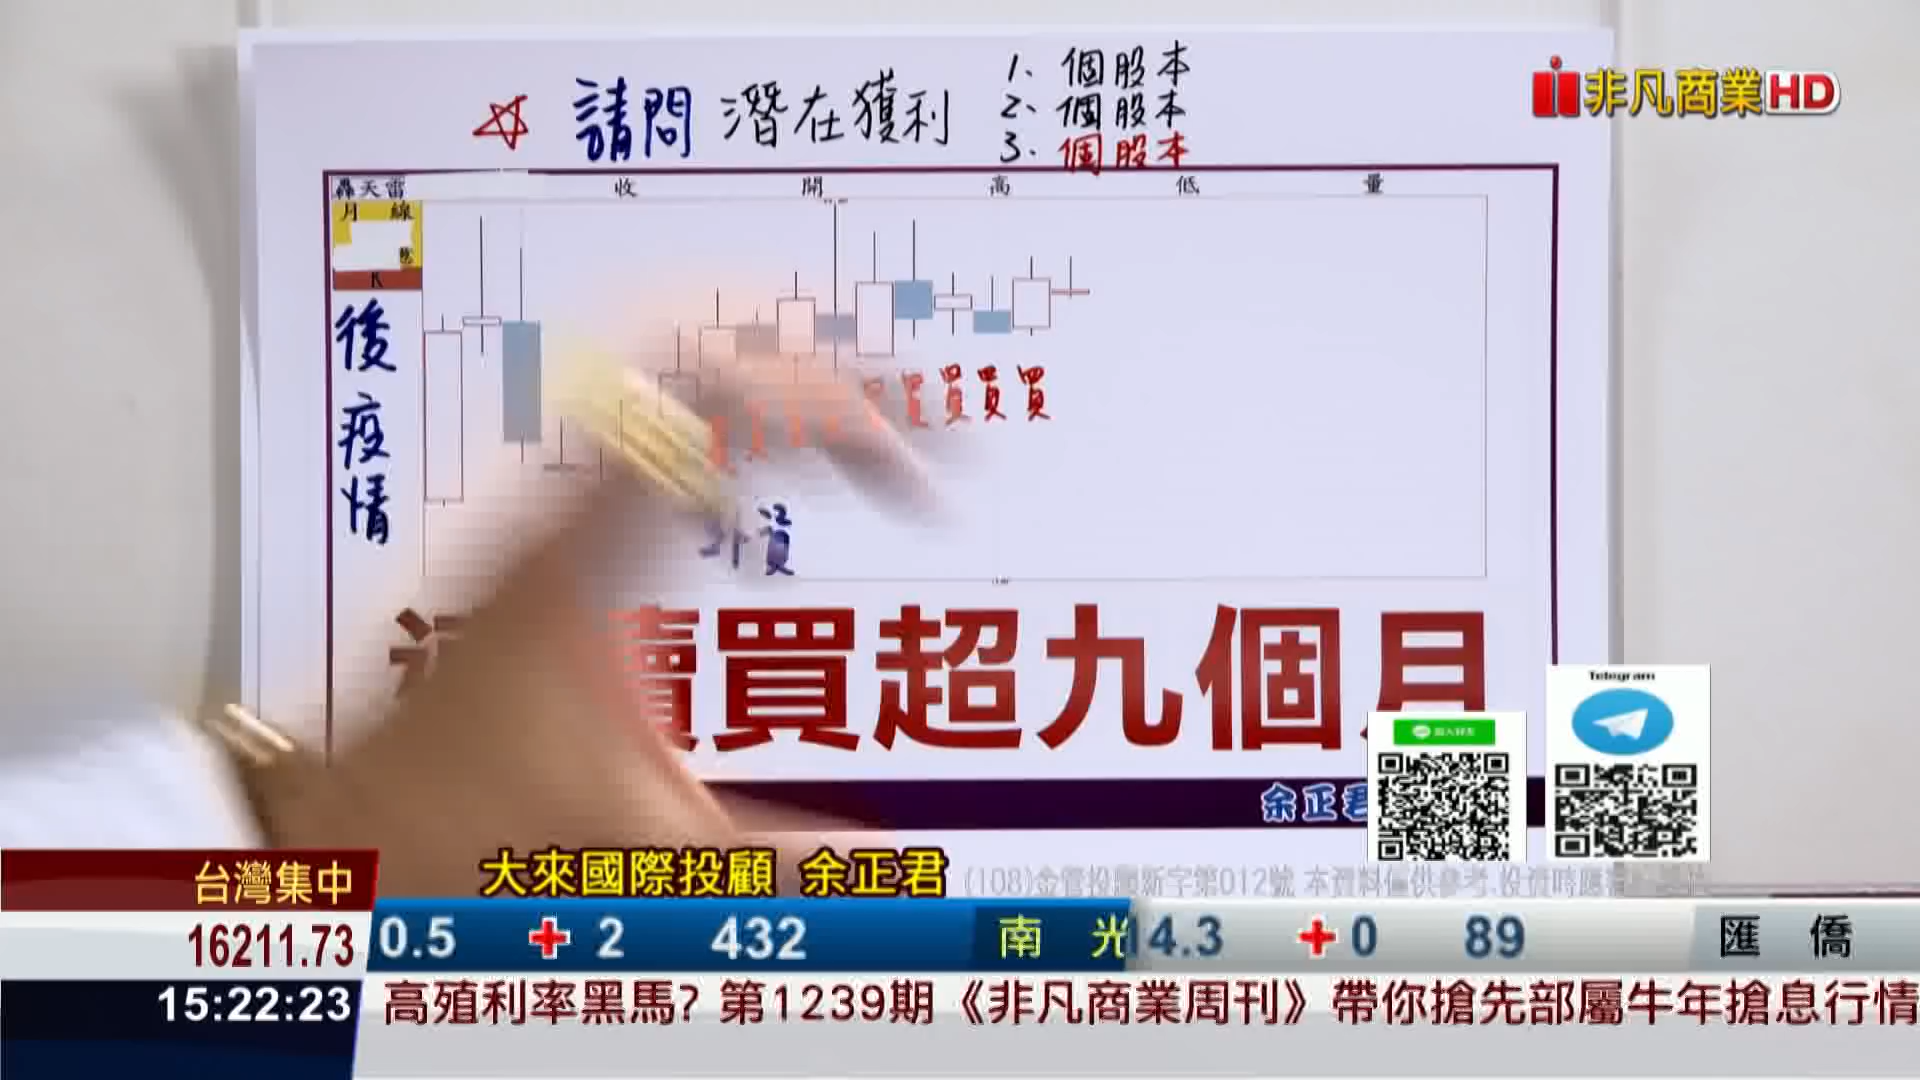 請問 潛在獲利
1、個股本
2、個股本
3、個股本
非凡商業HD
轟天雷 收 開 高 低 量
月線
K
後疫情
買買買買
外資
續買超九個月
Telegram
余正君
台灣集中
大來國際投顧 余正君
16211.73
0.5 + 2 432 南光 14.3 + 0 89 匯僑
15:22:23
高殖利率黑馬? 第1239期《非凡商業周刊》帶你搶先部屬牛年搶息行情